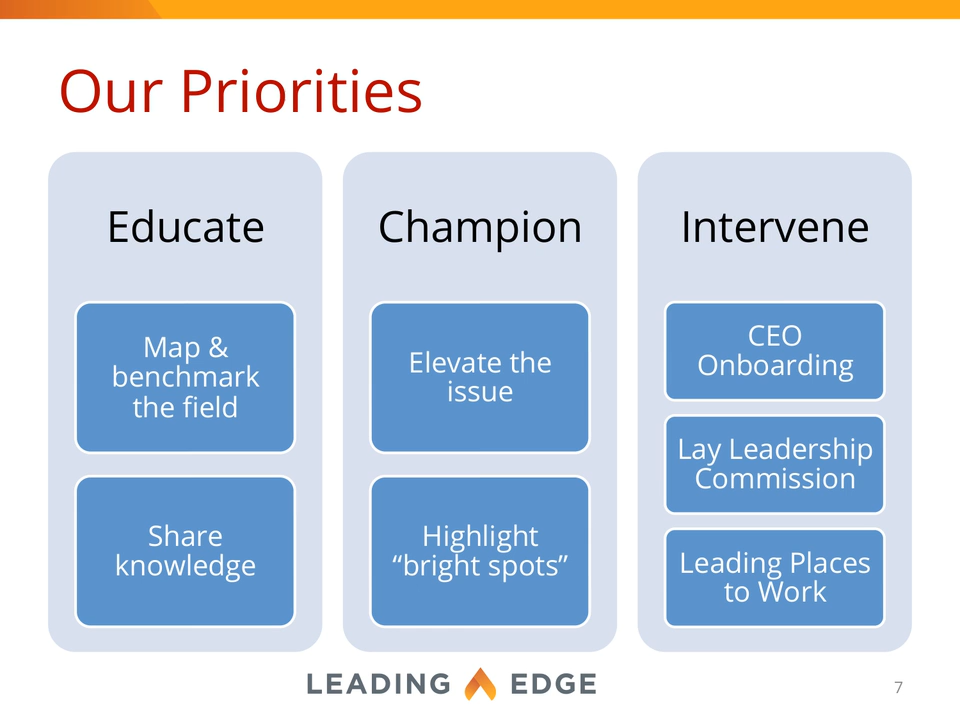 Our Priorities
Educate
Map &
benchmark
the field
Share
knowledge
Champion
Elevate the
issue
Highlight
“bright spots”
Intervene
CEO
Onboarding
Lay Leadership
Commission
Leading Places
to Work
LEADING EDGE
7